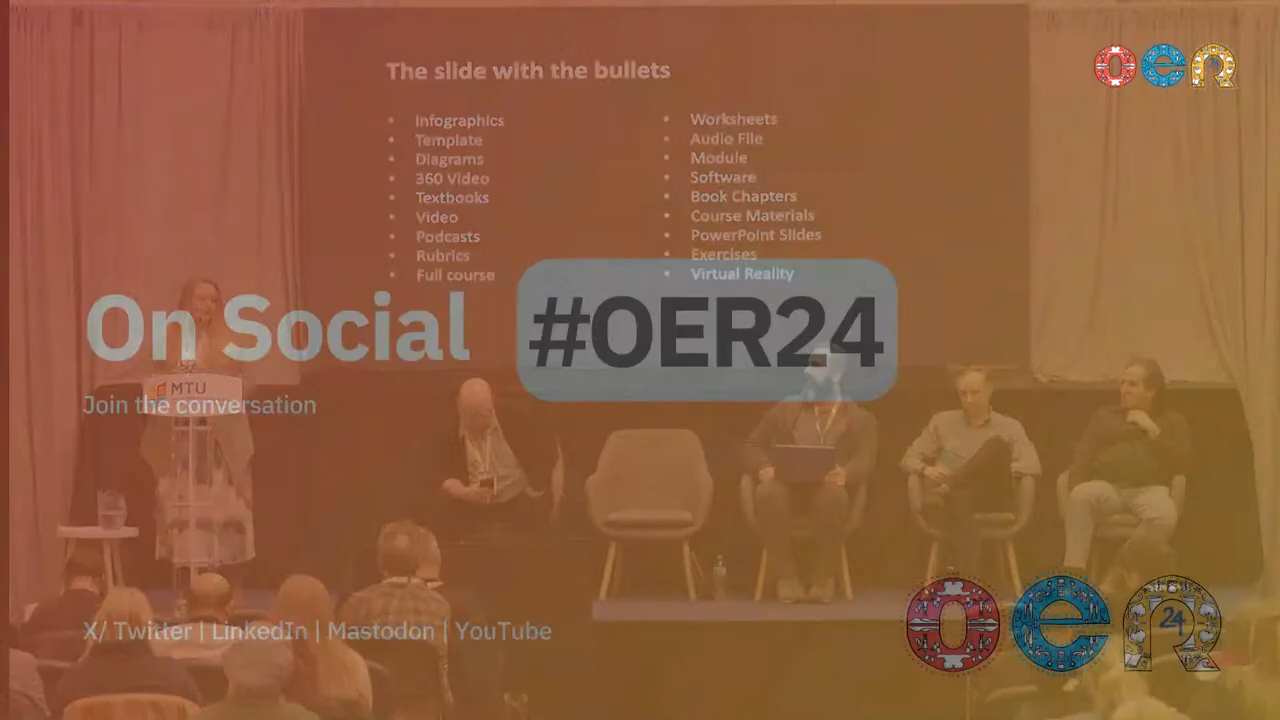 The slide with the bullets
oer
• Infographics
• Template
• Diagrams
• 360 Video
• Textbooks
• Video
• Podcasts
• Rubrics
• Full course
• Worksheets
• Audio File
• Module
• Software
• Book Chapters
• Course Materials
• PowerPoint Slides
• Exercises
• Virtual Reality
On Social #OER24
MTU
Join the conversation
X/ Twitter | LinkedIn | Mastodon | YouTube
oer
24